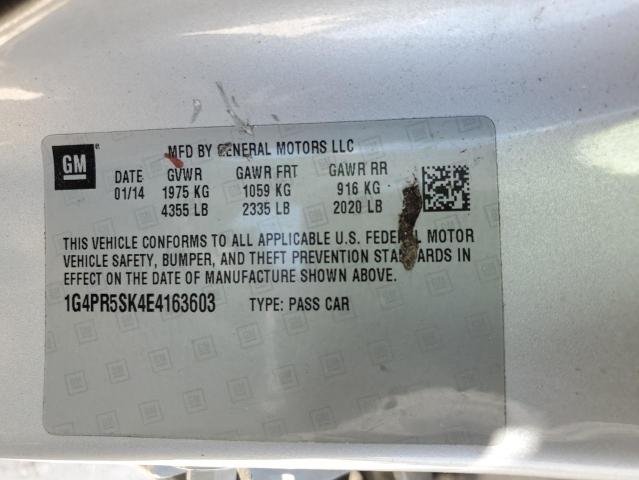 GM
MFD BY GENERAL MOTORS LLC
DATE GVWR GAWR FRT GAWR RR
01/14 1975 KG 1059 KG 916 KG
4355 LB 2335 LB 2020 LB
THIS VEHICLE CONFORMS TO ALL APPLICABLE U.S. FEDERAL MOTOR
VEHICLE SAFETY, BUMPER, AND THEFT PREVENTION STANDARDS IN
EFFECT ON THE DATE OF MANUFACTURE SHOWN ABOVE.
1G4PR5SK4E4163603 TYPE: PASS CAR